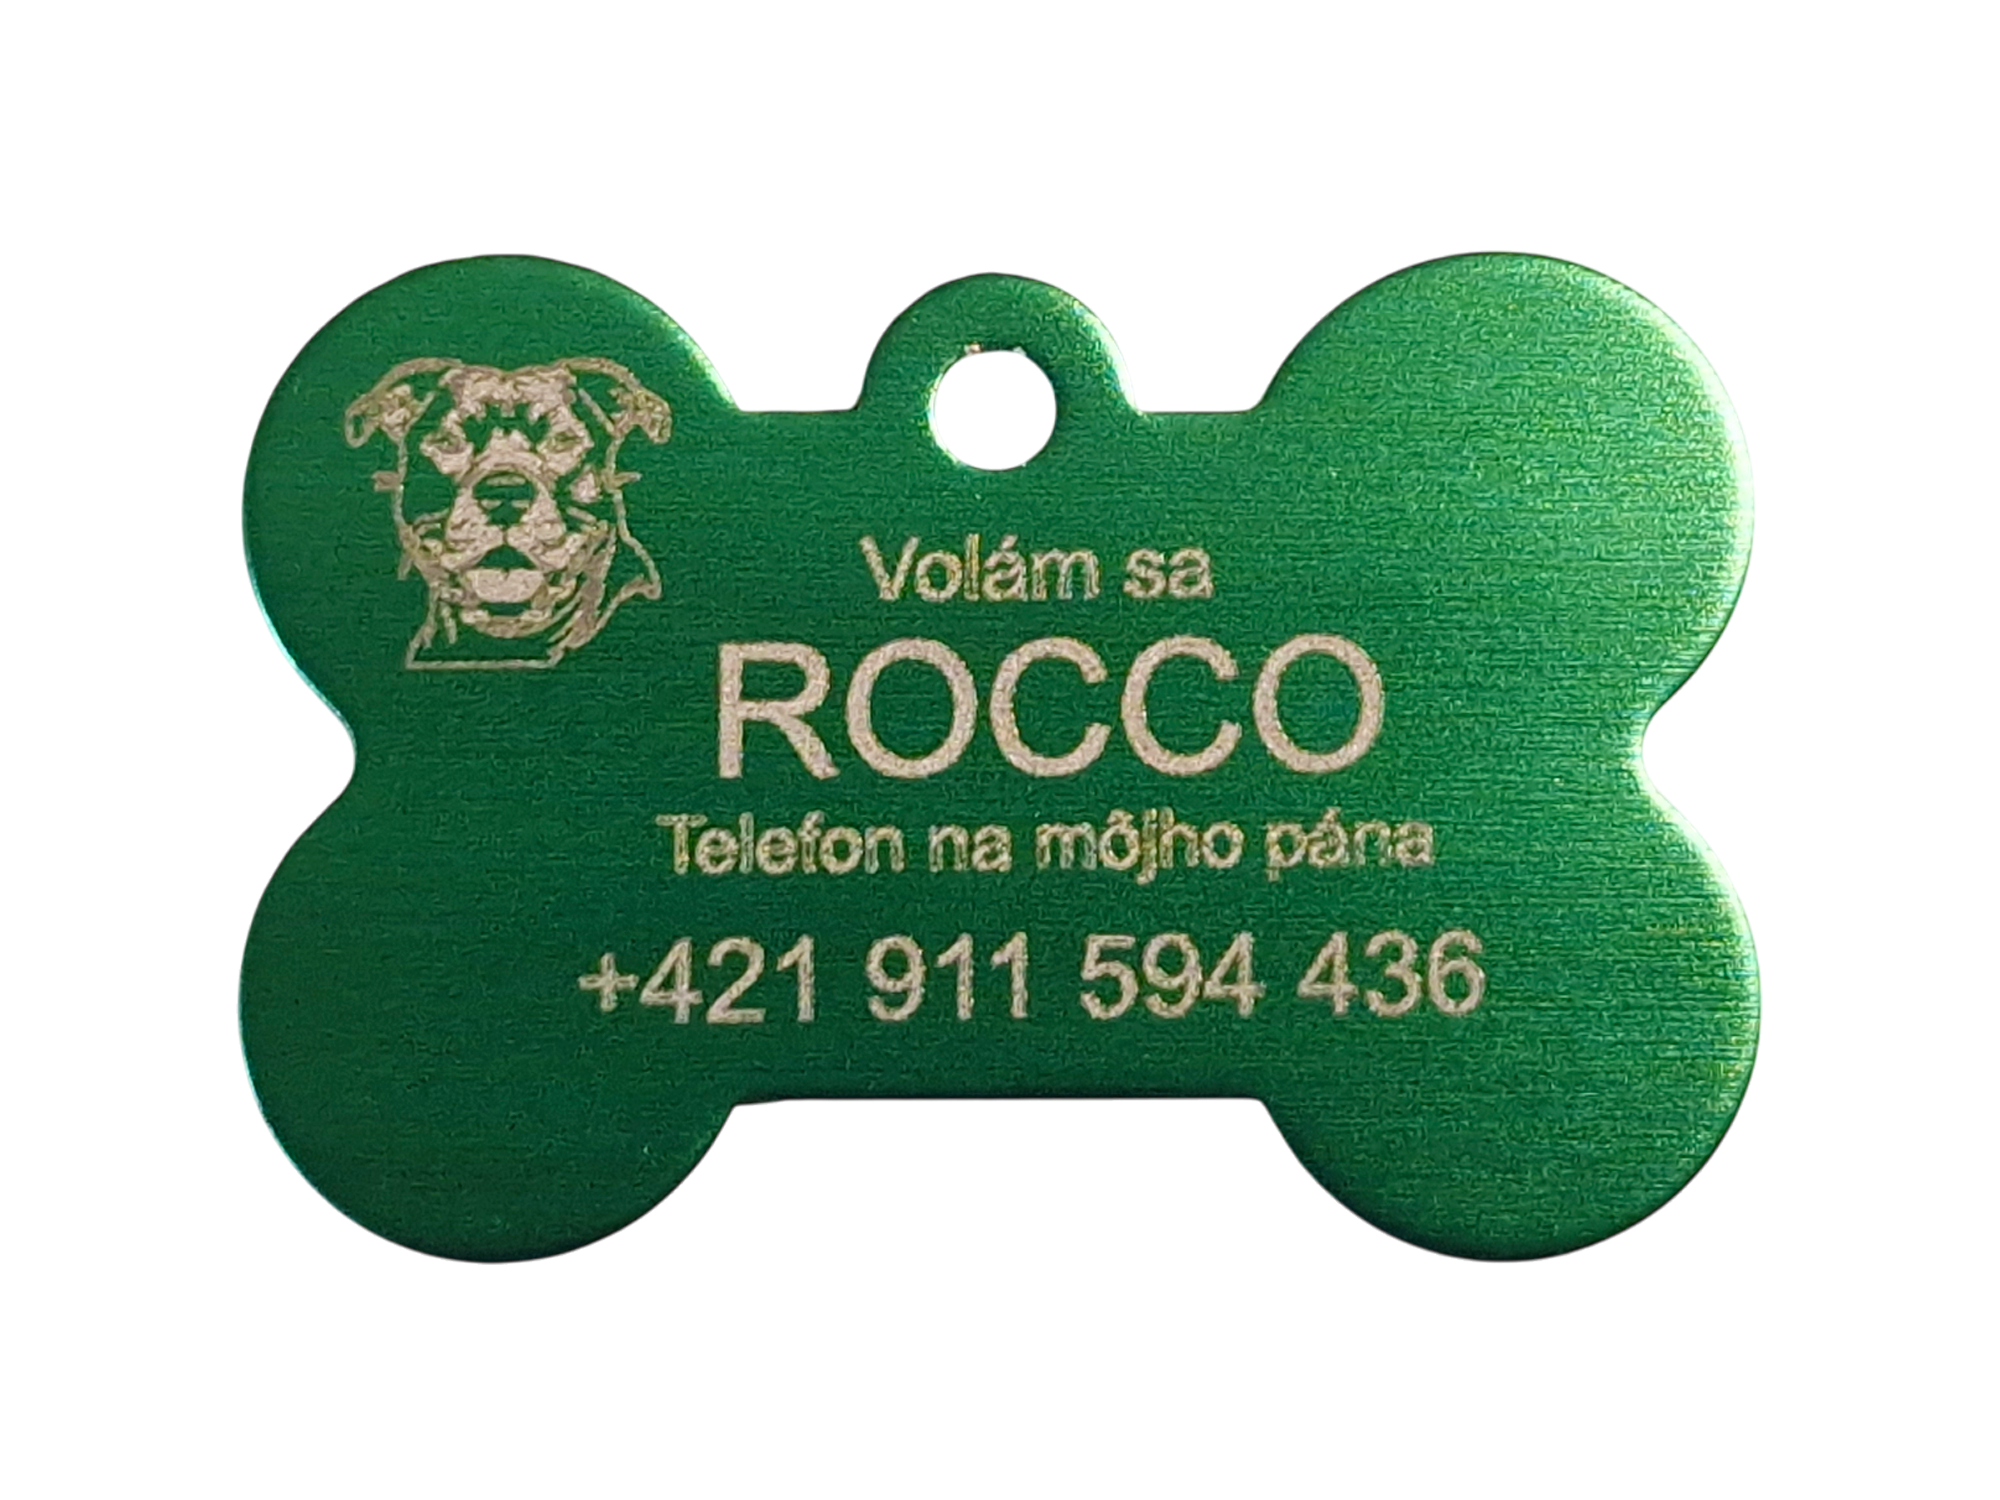 Volám sa
ROCCO
Telefon na môjho pána
+421 911 594 436